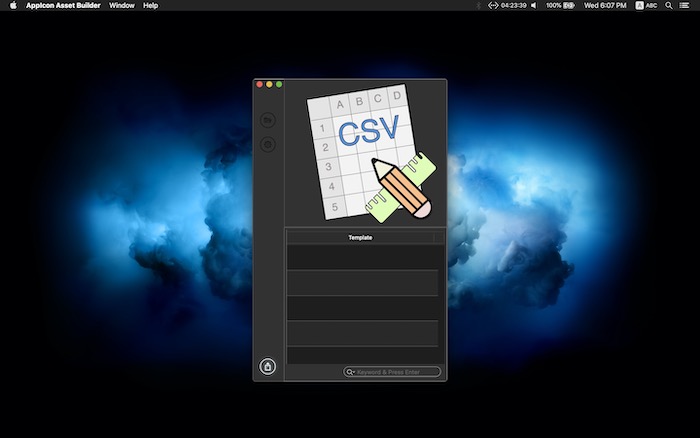 AppIcon Asset Builder Window Help 04:23:39 100% Wed 6:07 PM A ABC
A B C D
1
CSV
2
3
4
5
Template
Keyword & Press Enter